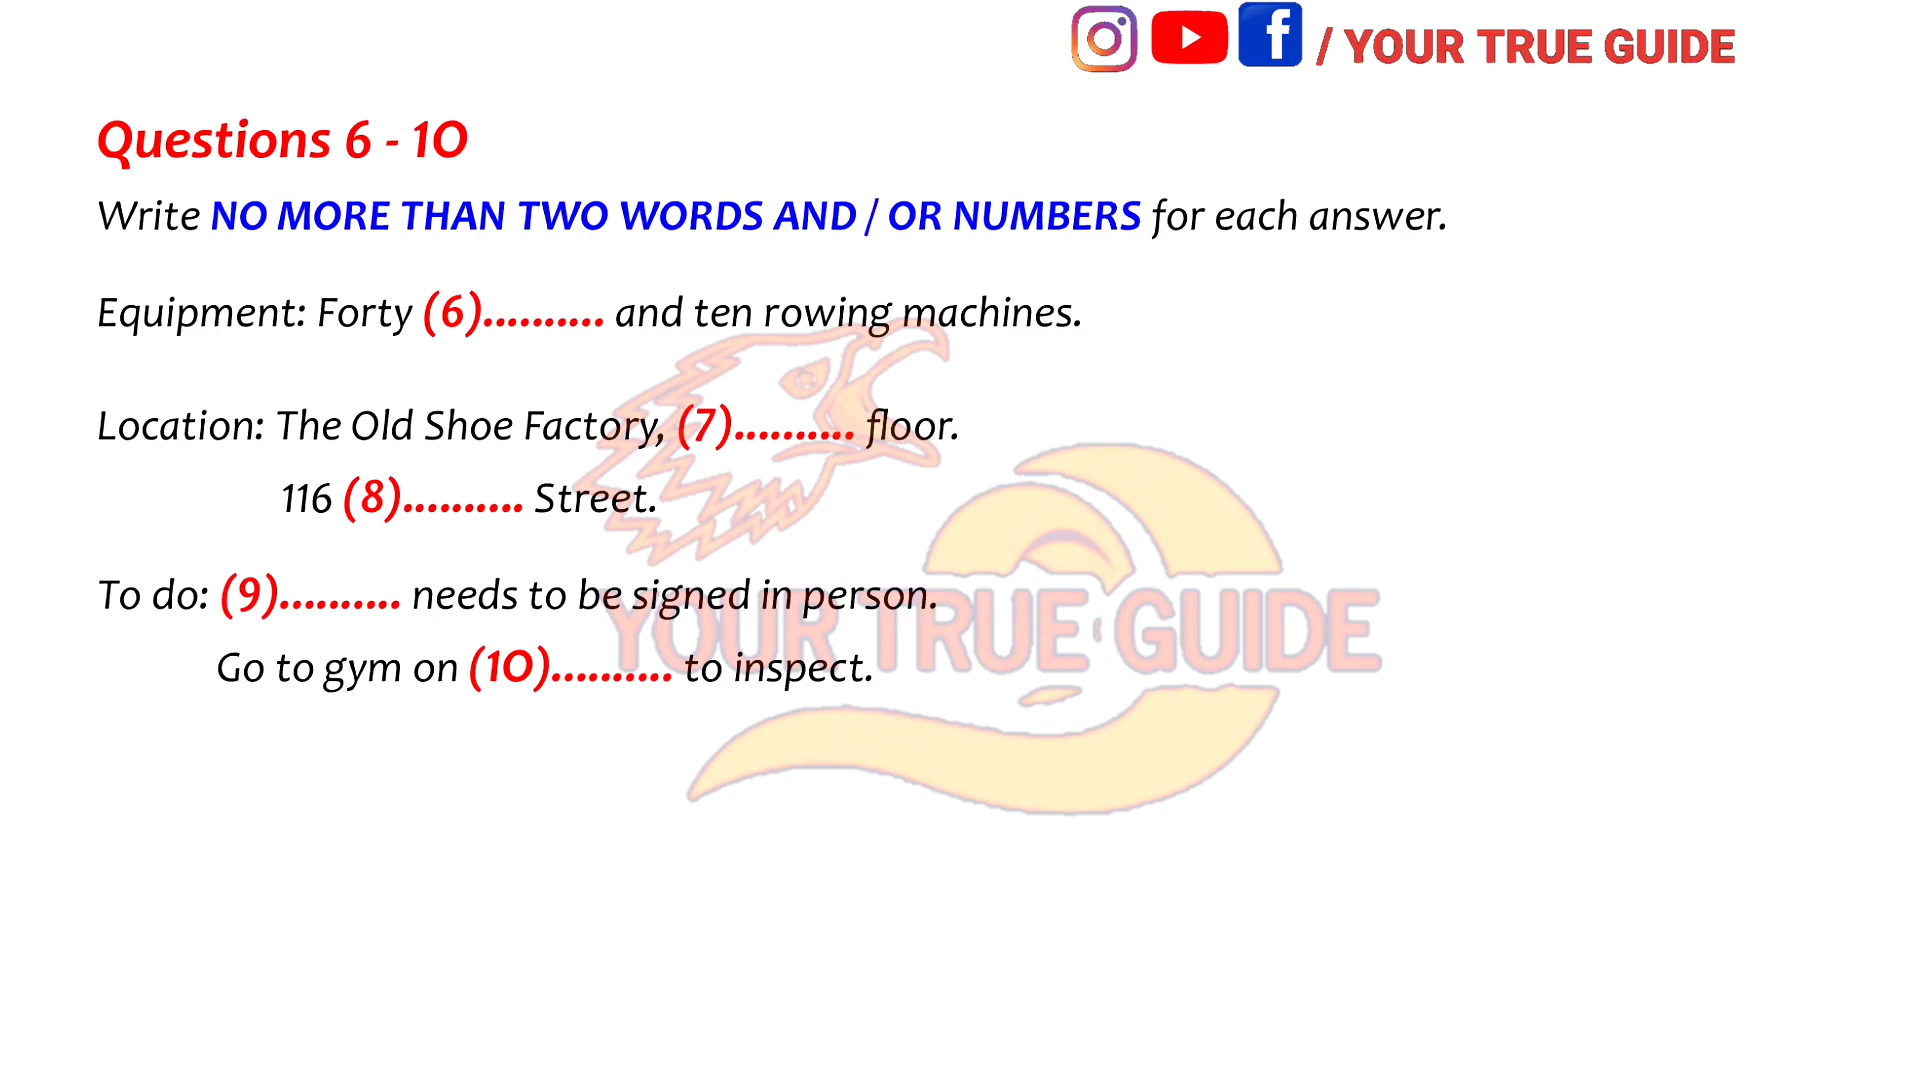 / YOUR TRUE GUIDE
Questions 6 - 10
Write NO MORE THAN TWO WORDS AND / OR NUMBERS for each answer.
Equipment: Forty (6).......... and ten rowing machines.
Location: The Old Shoe Factory, (7).......... floor.
116 (8).......... Street.
To do: (9).......... needs to be signed in person.
YOUR TRUE GUIDE
Go to gym on (10).......... to inspect.